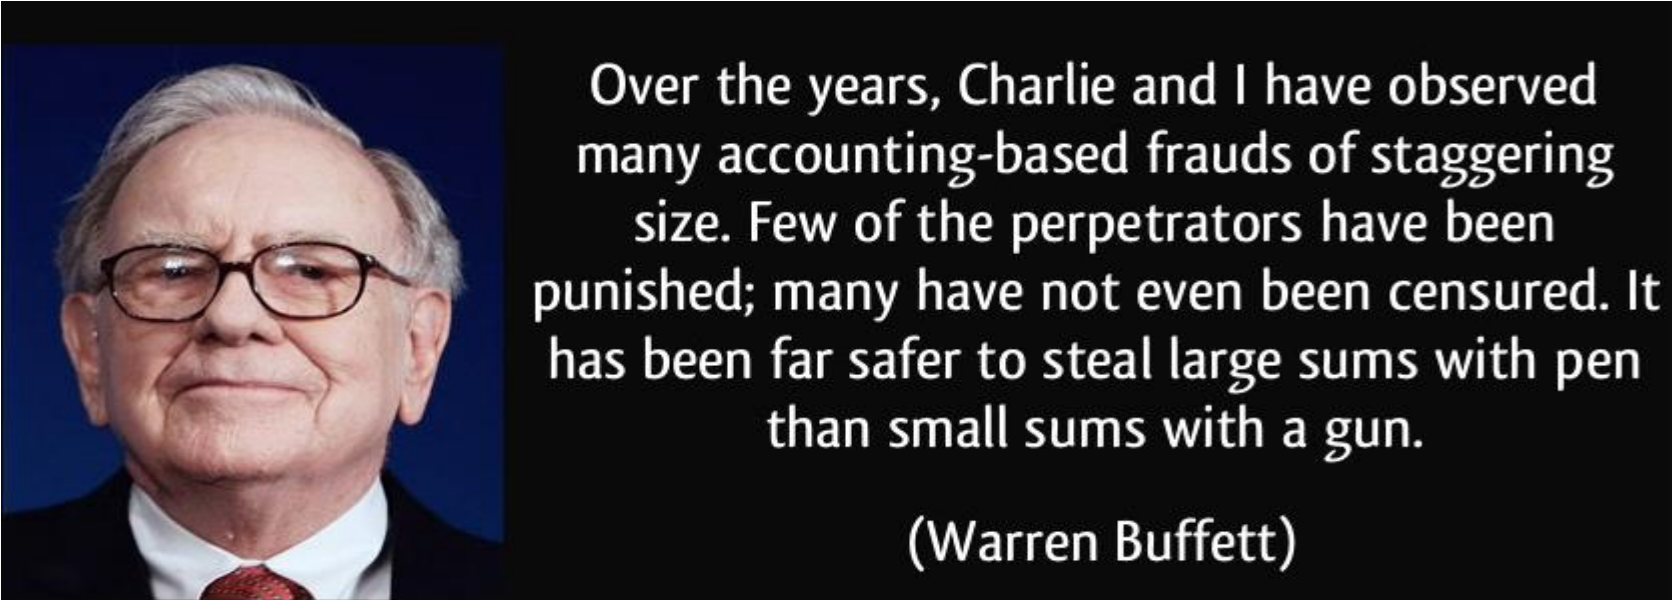 Over the years, Charlie and I have observed
many accounting-based frauds of staggering
size. Few of the perpetrators have been
punished; many have not even been censured. It
has been far safer to steal large sums with pen
than small sums with a gun.
(Warren Buffett)